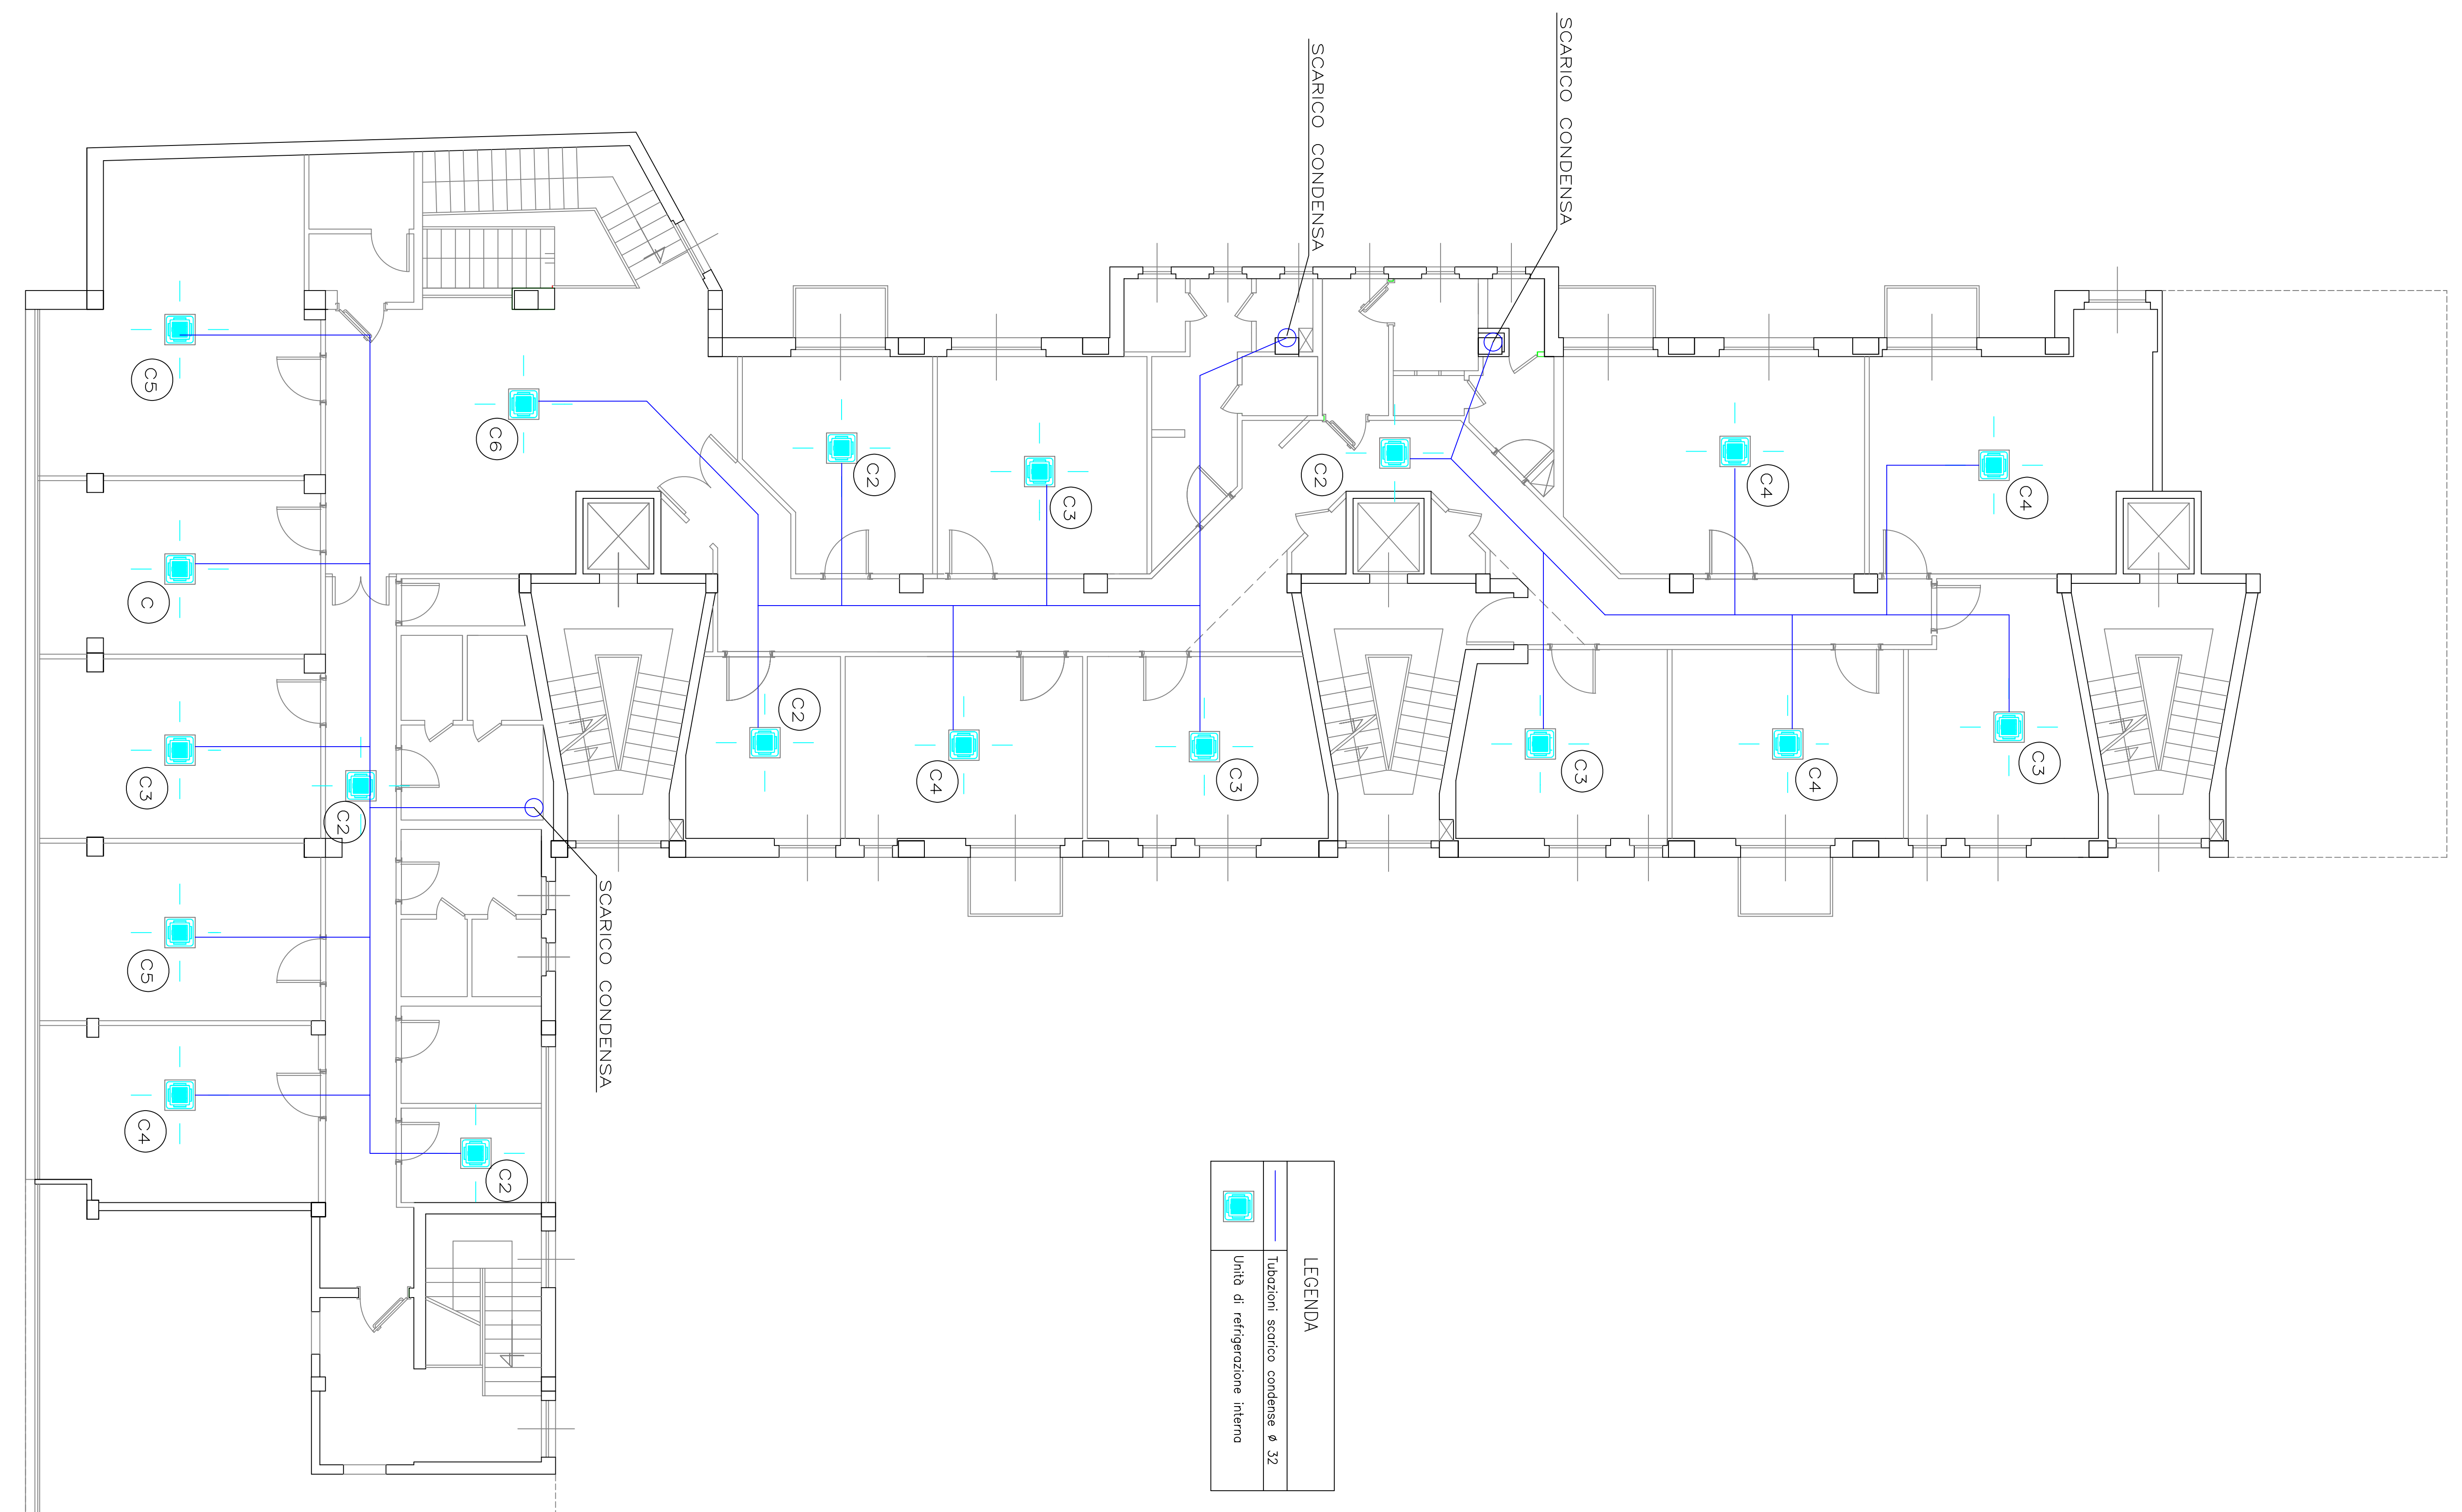 SCARICO CONDENSA
SCARICO CONDENSA
C5
C6
C2
C3
C2
C4
C4
C
C3
C2
C2
C4
C3
C3
C4
C3
C5
SCARICO CONDENSA
C4
C2
LEGENDA
Tubazioni scarico condense ø 32
Unità di refrigerazione interna